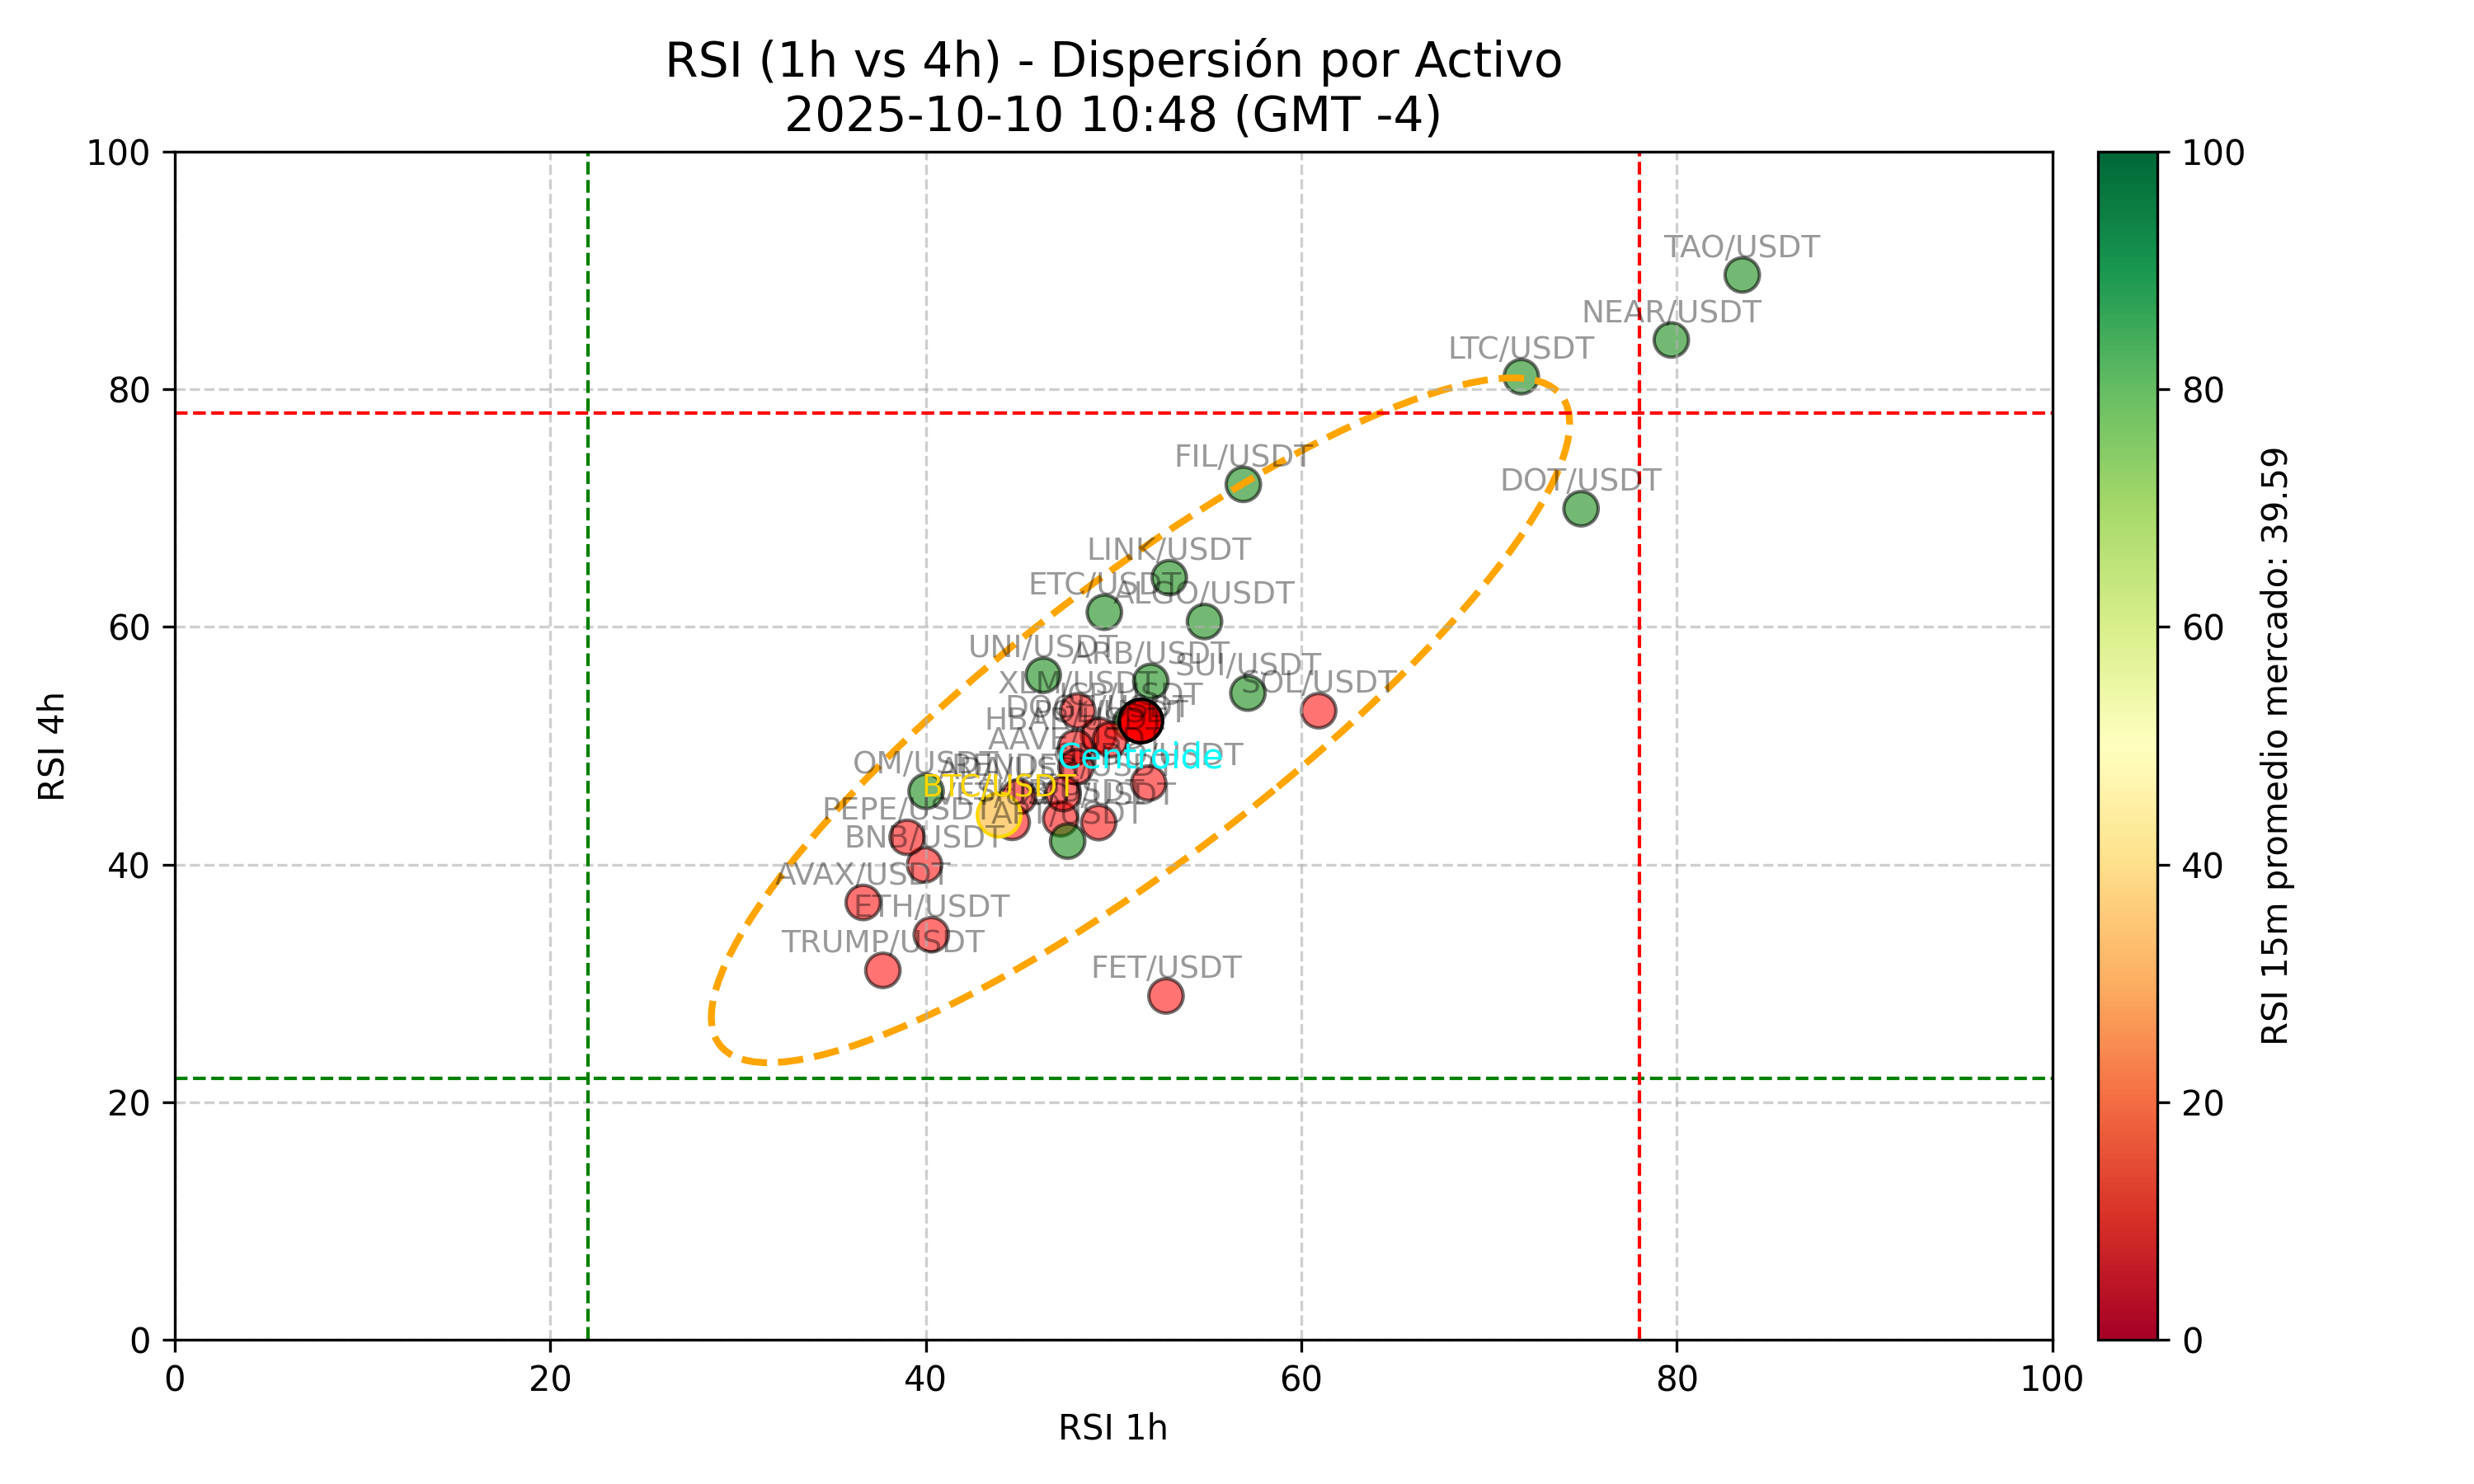 RSI (1h vs 4h) - Dispersión por Activo
2025-10-10 10:48 (GMT -4)
100
80
60
40
20
0
RSI 4h
0
20
40
60
80
100
RSI 1h
TAO/USDT
NEAR/USDT
LTC/USDT
FIL/USDT
DOT/USDT
LINK/USDT
ETC/USDT
ALGO/USDT
UNI/USDT
ARB/USDT
SUI/USDT
SOL/USDT
XLM/USDT
Centroide
OM/USDT
BTC/USDT
PEPE/USDT
APT/USDT
BNB/USDT
AVAX/USDT
ETH/USDT
TRUMP/USDT
FET/USDT
100
80
60
40
20
0
RSI 15m promedio mercado: 39.59